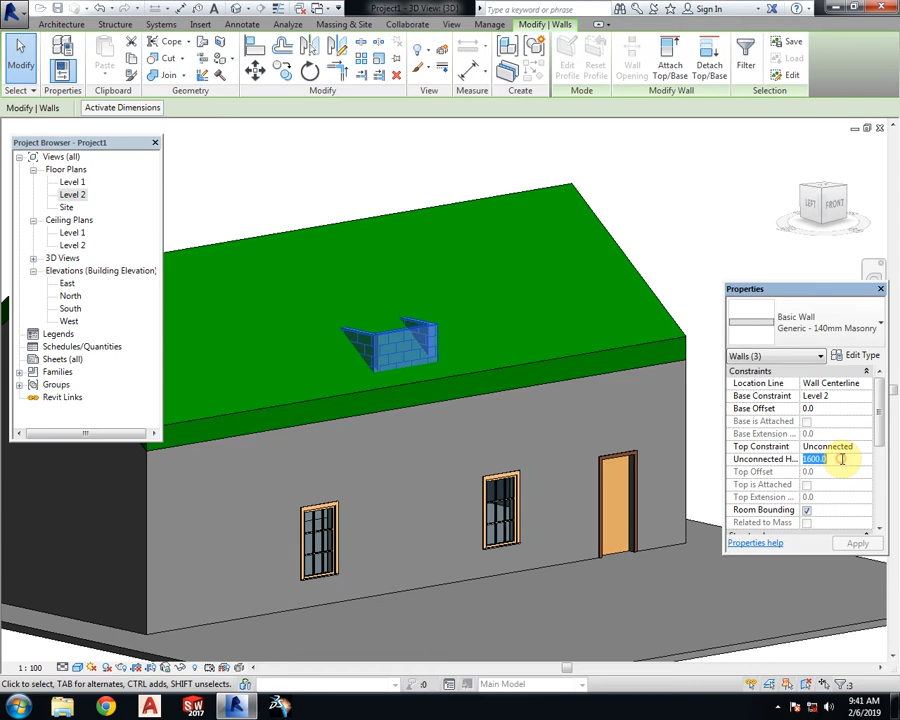 Project1 - 3D View: {3D}
Type a keyword or phrase
Sign In
Architecture Structure Systems Insert Annotate Analyze Massing & Site Collaborate View Manage Modify | Walls
Modify
Paste
Cope
Cut
Join
Edit Profile
Reset Profile
Wall Opening
Attach Top/Base
Detach Top/Base
Filter
Save
Load
Edit
Select
Properties
Clipboard
Geometry
Modify
View
Measure
Create
Mode
Modify Wall
Selection
Modify | Walls
Activate Dimensions
Project Browser - Project1
Views (all)
Floor Plans
Level 1
Level 2
Site
Ceiling Plans
Level 1
Level 2
3D Views
Elevations (Building Elevation)
East
North
South
West
Legends
Schedules/Quantities
Sheets (all)
Families
Groups
Revit Links
LEFT
FRONT
Properties
Basic Wall
Generic - 140mm Masonry
Walls (3)
Edit Type
Constraints
Location Line Wall Centerline
Base Constraint Level 2
Base Offset 0.0
Base is Attached
Base Extension ... 0.0
Top Constraint Unconnected
Unconnected H... 1600.0
Top Offset 0.0
Top is Attached
Top Extension ... 0.0
Room Bounding
Related to Mass
Properties help
Apply
1 : 100
Click to select, TAB for alternates, CTRL adds, SHIFT unselects.
:0
Main Model
:3
SW
2017
9:41 AM
2/6/2019